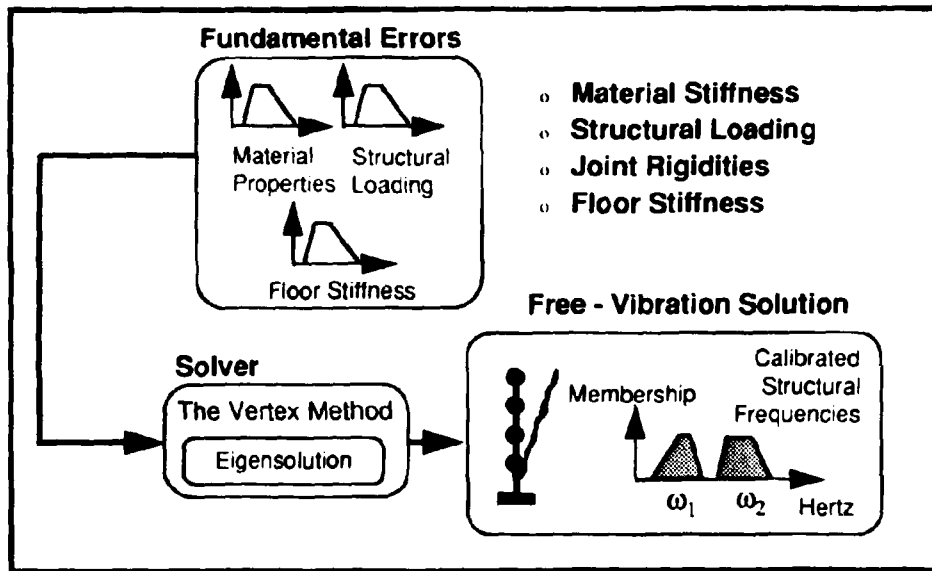 Fundamental Errors
Material
Properties
Structural
Loading
Floor Stiffness
o Material Stiffness
o Structural Loading
o Joint Rigidities
o Floor Stiffness
Solver
The Vertex Method
Eigensolution
Free - Vibration Solution
Calibrated
Structural
Frequencies
Membership
ω1 ω2 Hertz